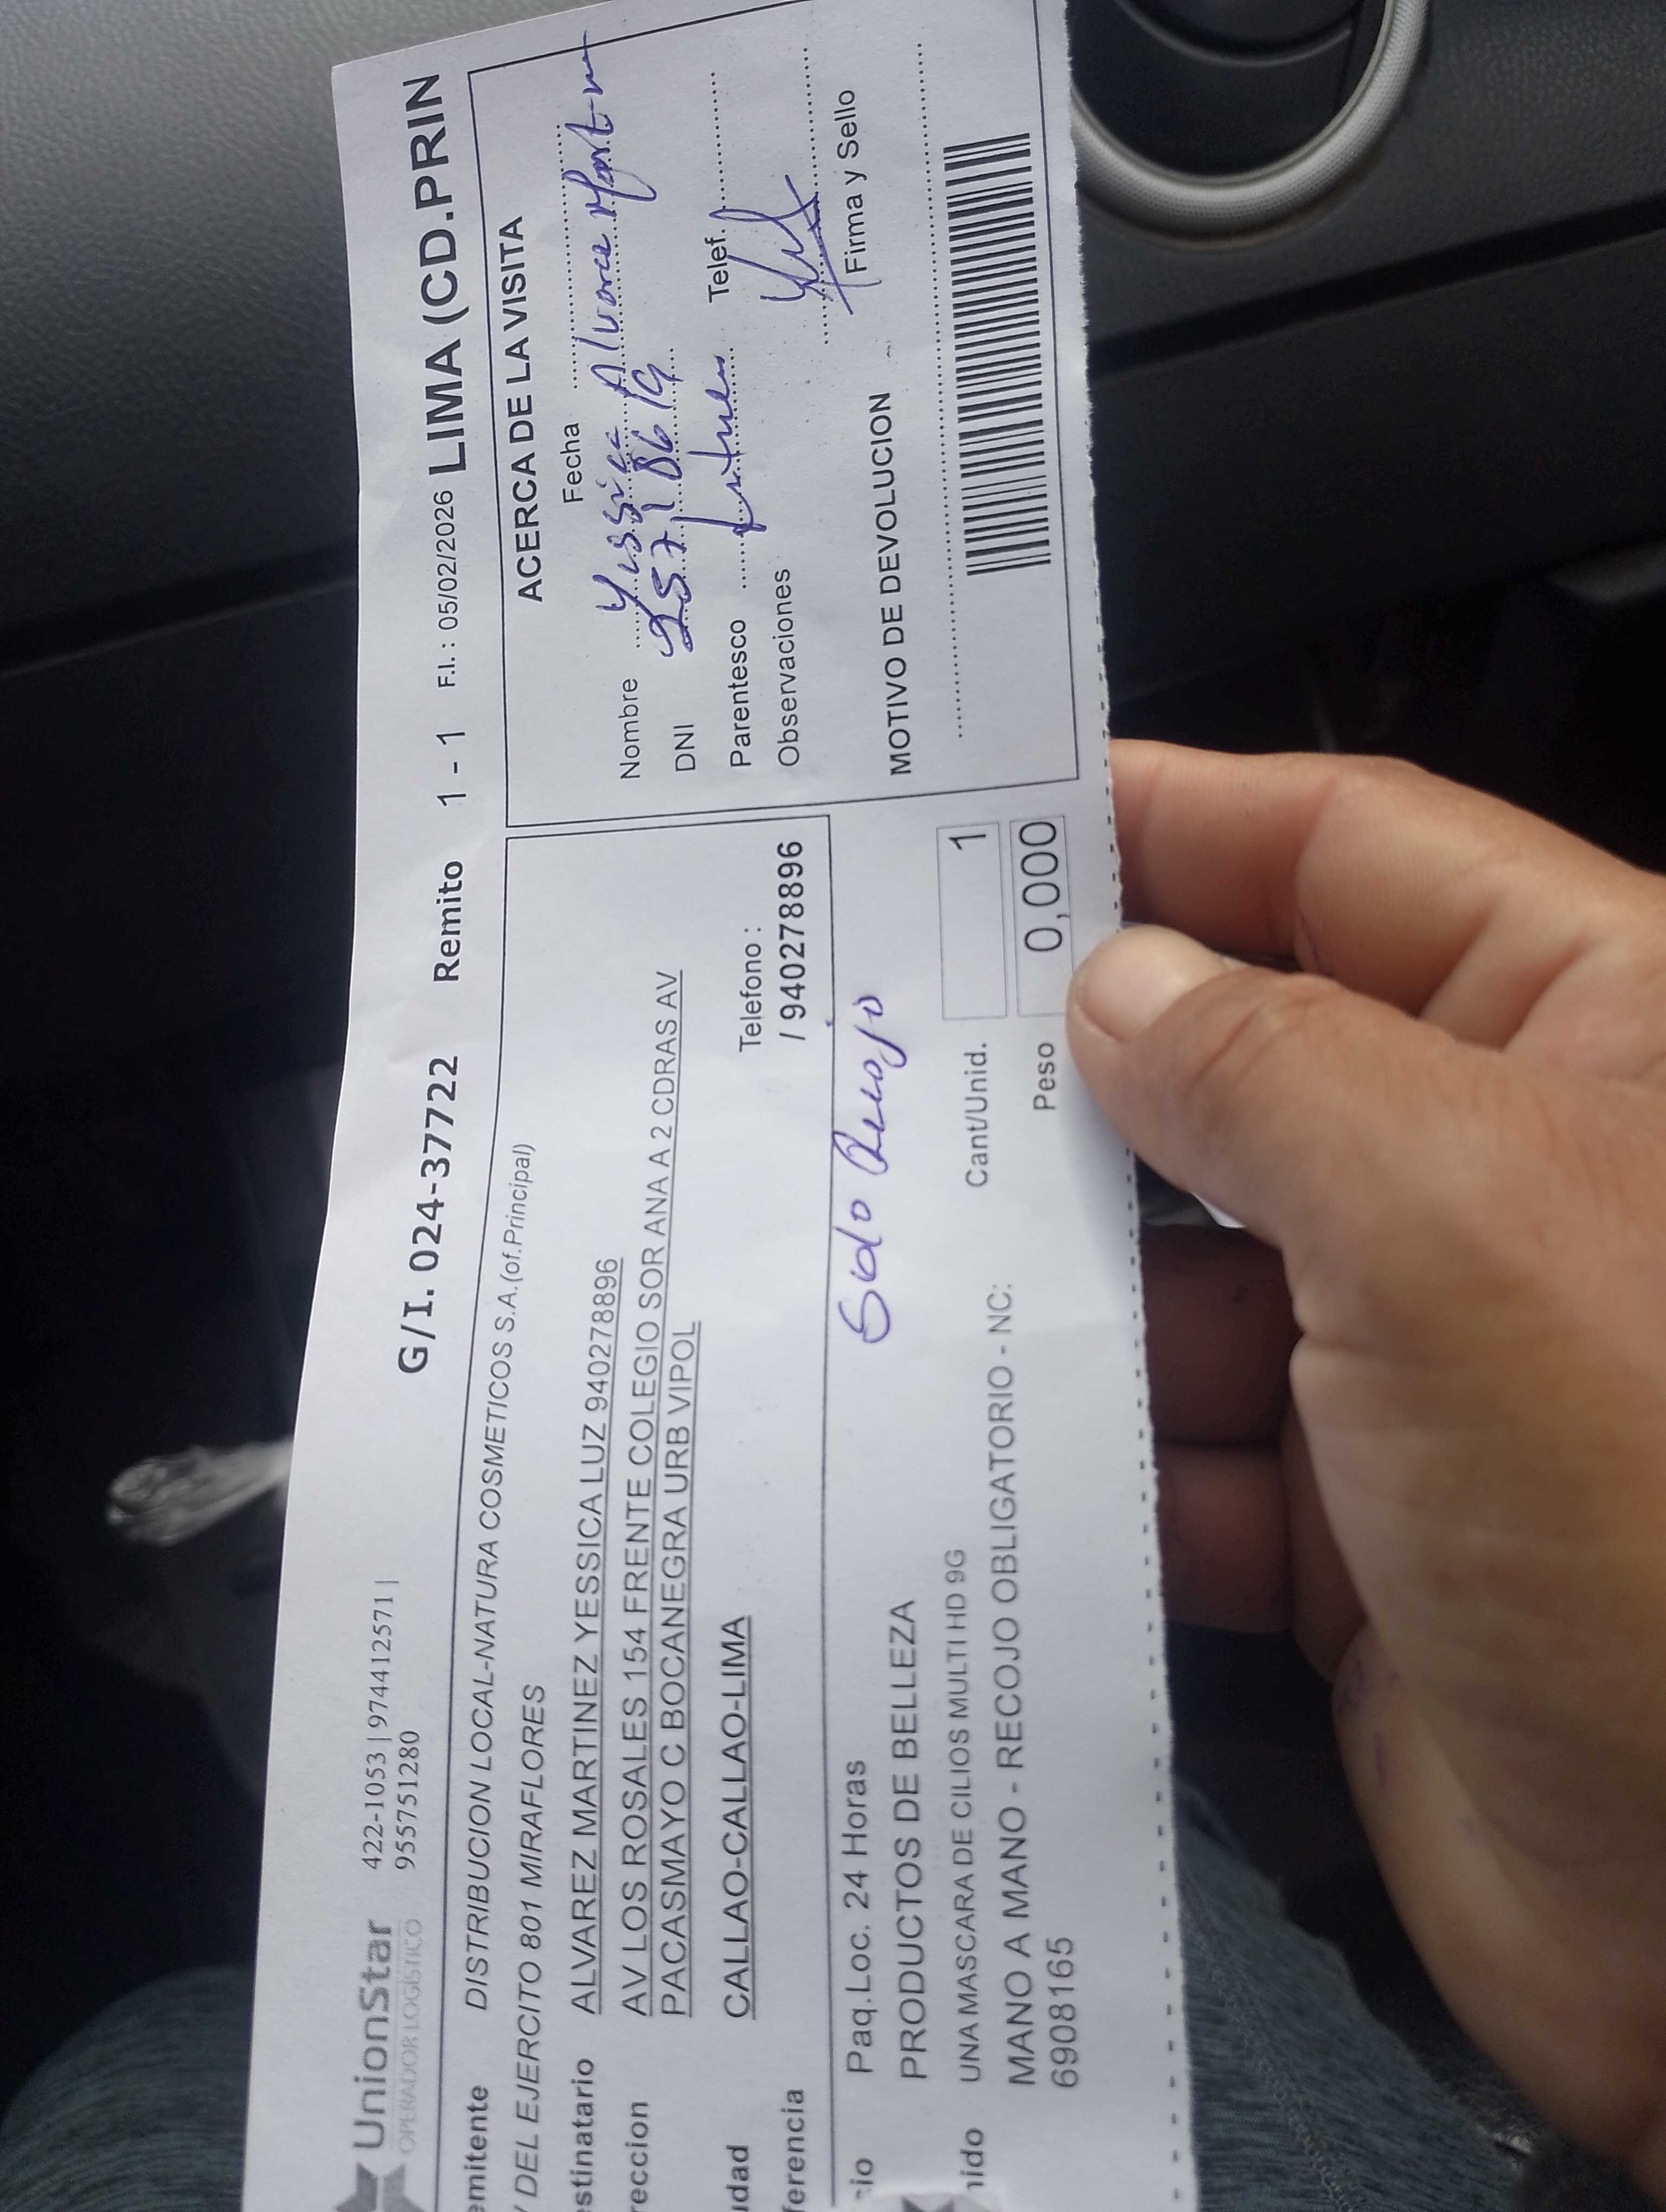 UnionStar
OPERADOR LOGÍSTICO
422-1053 | 974412571 |
955751280
G/I. 024-37722 Remito 1 - 1 F.I. : 05/02/2026 LIMA (CD.PRIN
emitente DISTRIBUCION LOCAL-NATURA COSMETICOS S.A.(of.Principal)
DEL EJERCITO 801 MIRAFLORES
estinatario ALVAREZ MARTINEZ YESSICA LUZ 940278896
reccion AV LOS ROSALES 154 FRENTE COLEGIO SOR ANA A 2 CDRAS AV
PACASMAYO C BOCANEGRA URB VIPOL
udad CALLAO-CALLAO-LIMA
Telefono :
ferencia / 940278896
cio Paq.Loc. 24 Horas
Solo Recojo
PRODUCTOS DE BELLEZA
nido UNA MASCARA DE CILIOS MULTI HD 9G
Cant/Unid. 1
MANO A MANO - RECOJO OBLIGATORIO - NC:
6908165
Peso 0,000
ACERCA DE LA VISITA
Fecha
Nombre Yessica Alvarez Martinez
DNI 25718619
Parentesco Telef.
Observaciones
Firma y Sello
MOTIVO DE DEVOLUCION